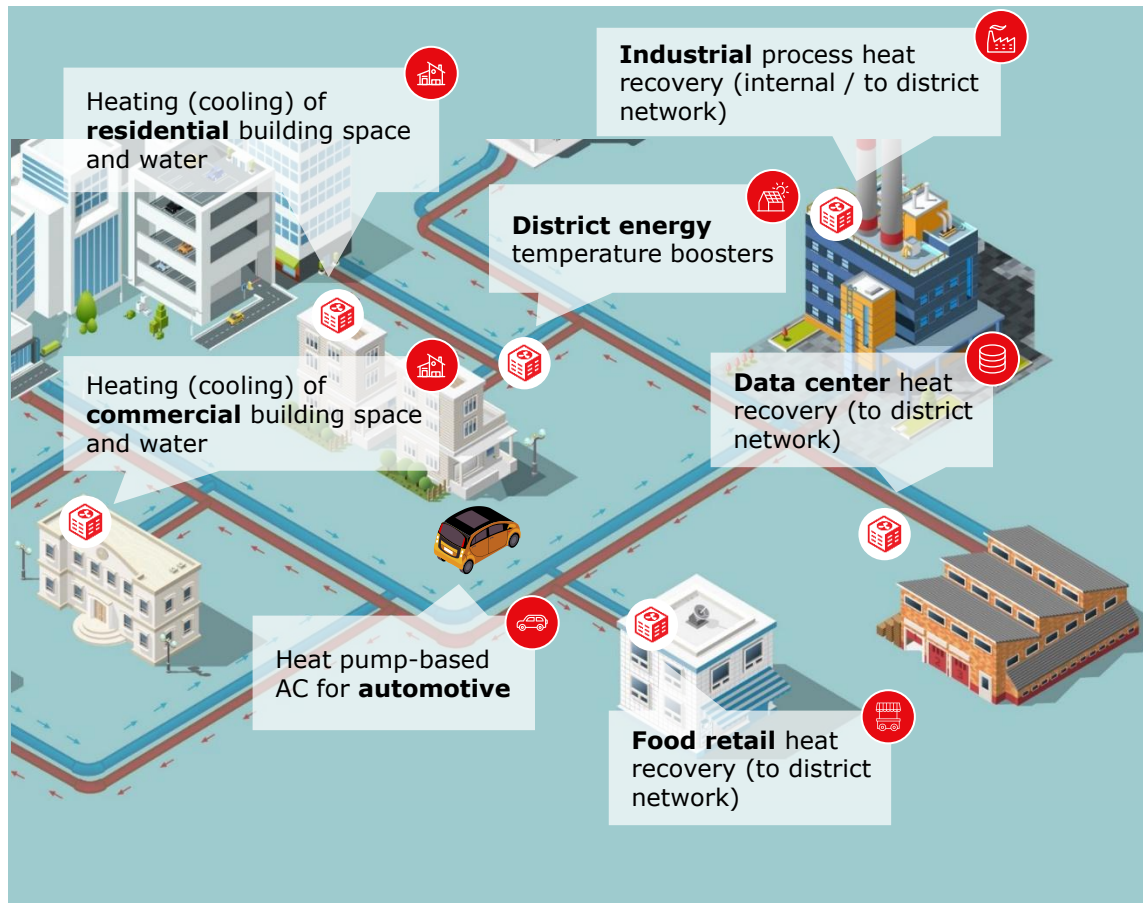 Industrial process heat
recovery (internal / to district
network)
Heating (cooling) of
residential building space
and water
District energy
temperature boosters
Heating (cooling) of
commercial building space
and water
Data center heat
recovery (to district
network)
Heat pump-based
AC for automotive
Food retail heat
recovery (to district
network)